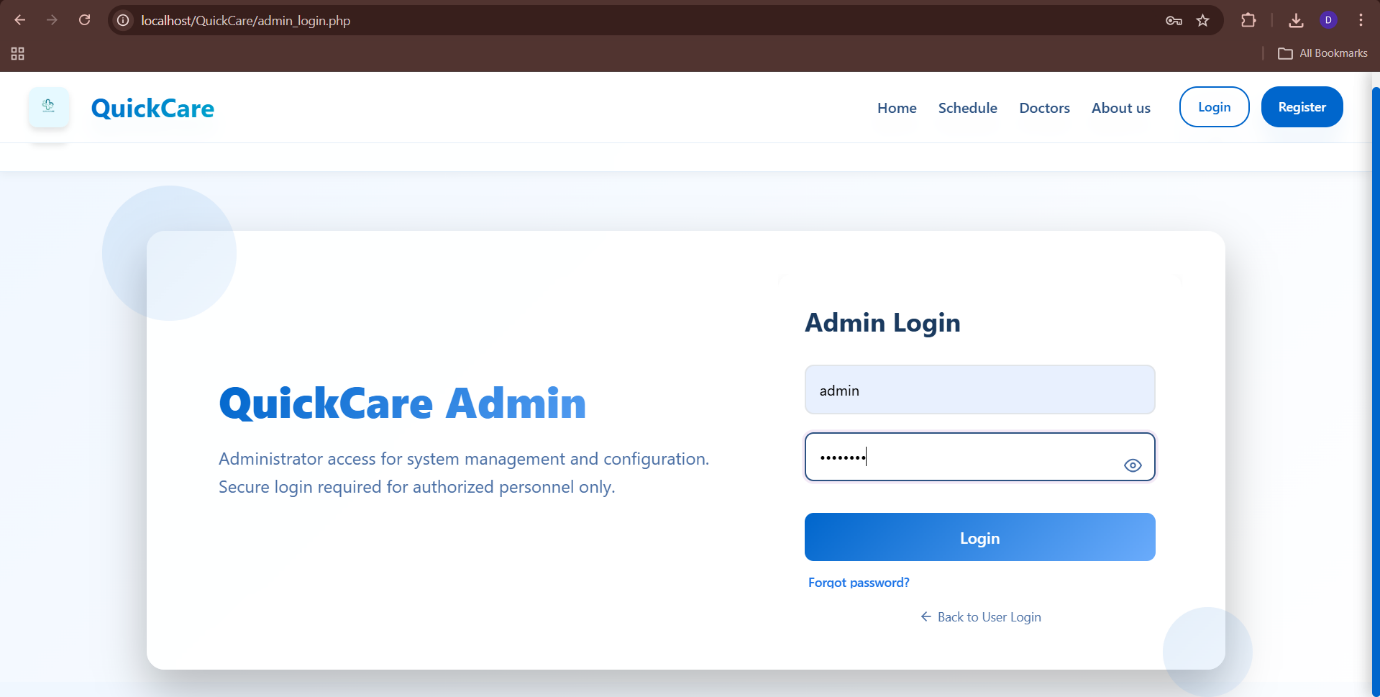 localhost/QuickCare/admin_login.php
D
All Bookmarks
QuickCare
Home
Schedule
Doctors
About us
Login
Register
Admin Login
admin
QuickCare Admin
Administrator access for system management and configuration.
Secure login required for authorized personnel only.
••••••••
Login
Forgot password?
← Back to User Login